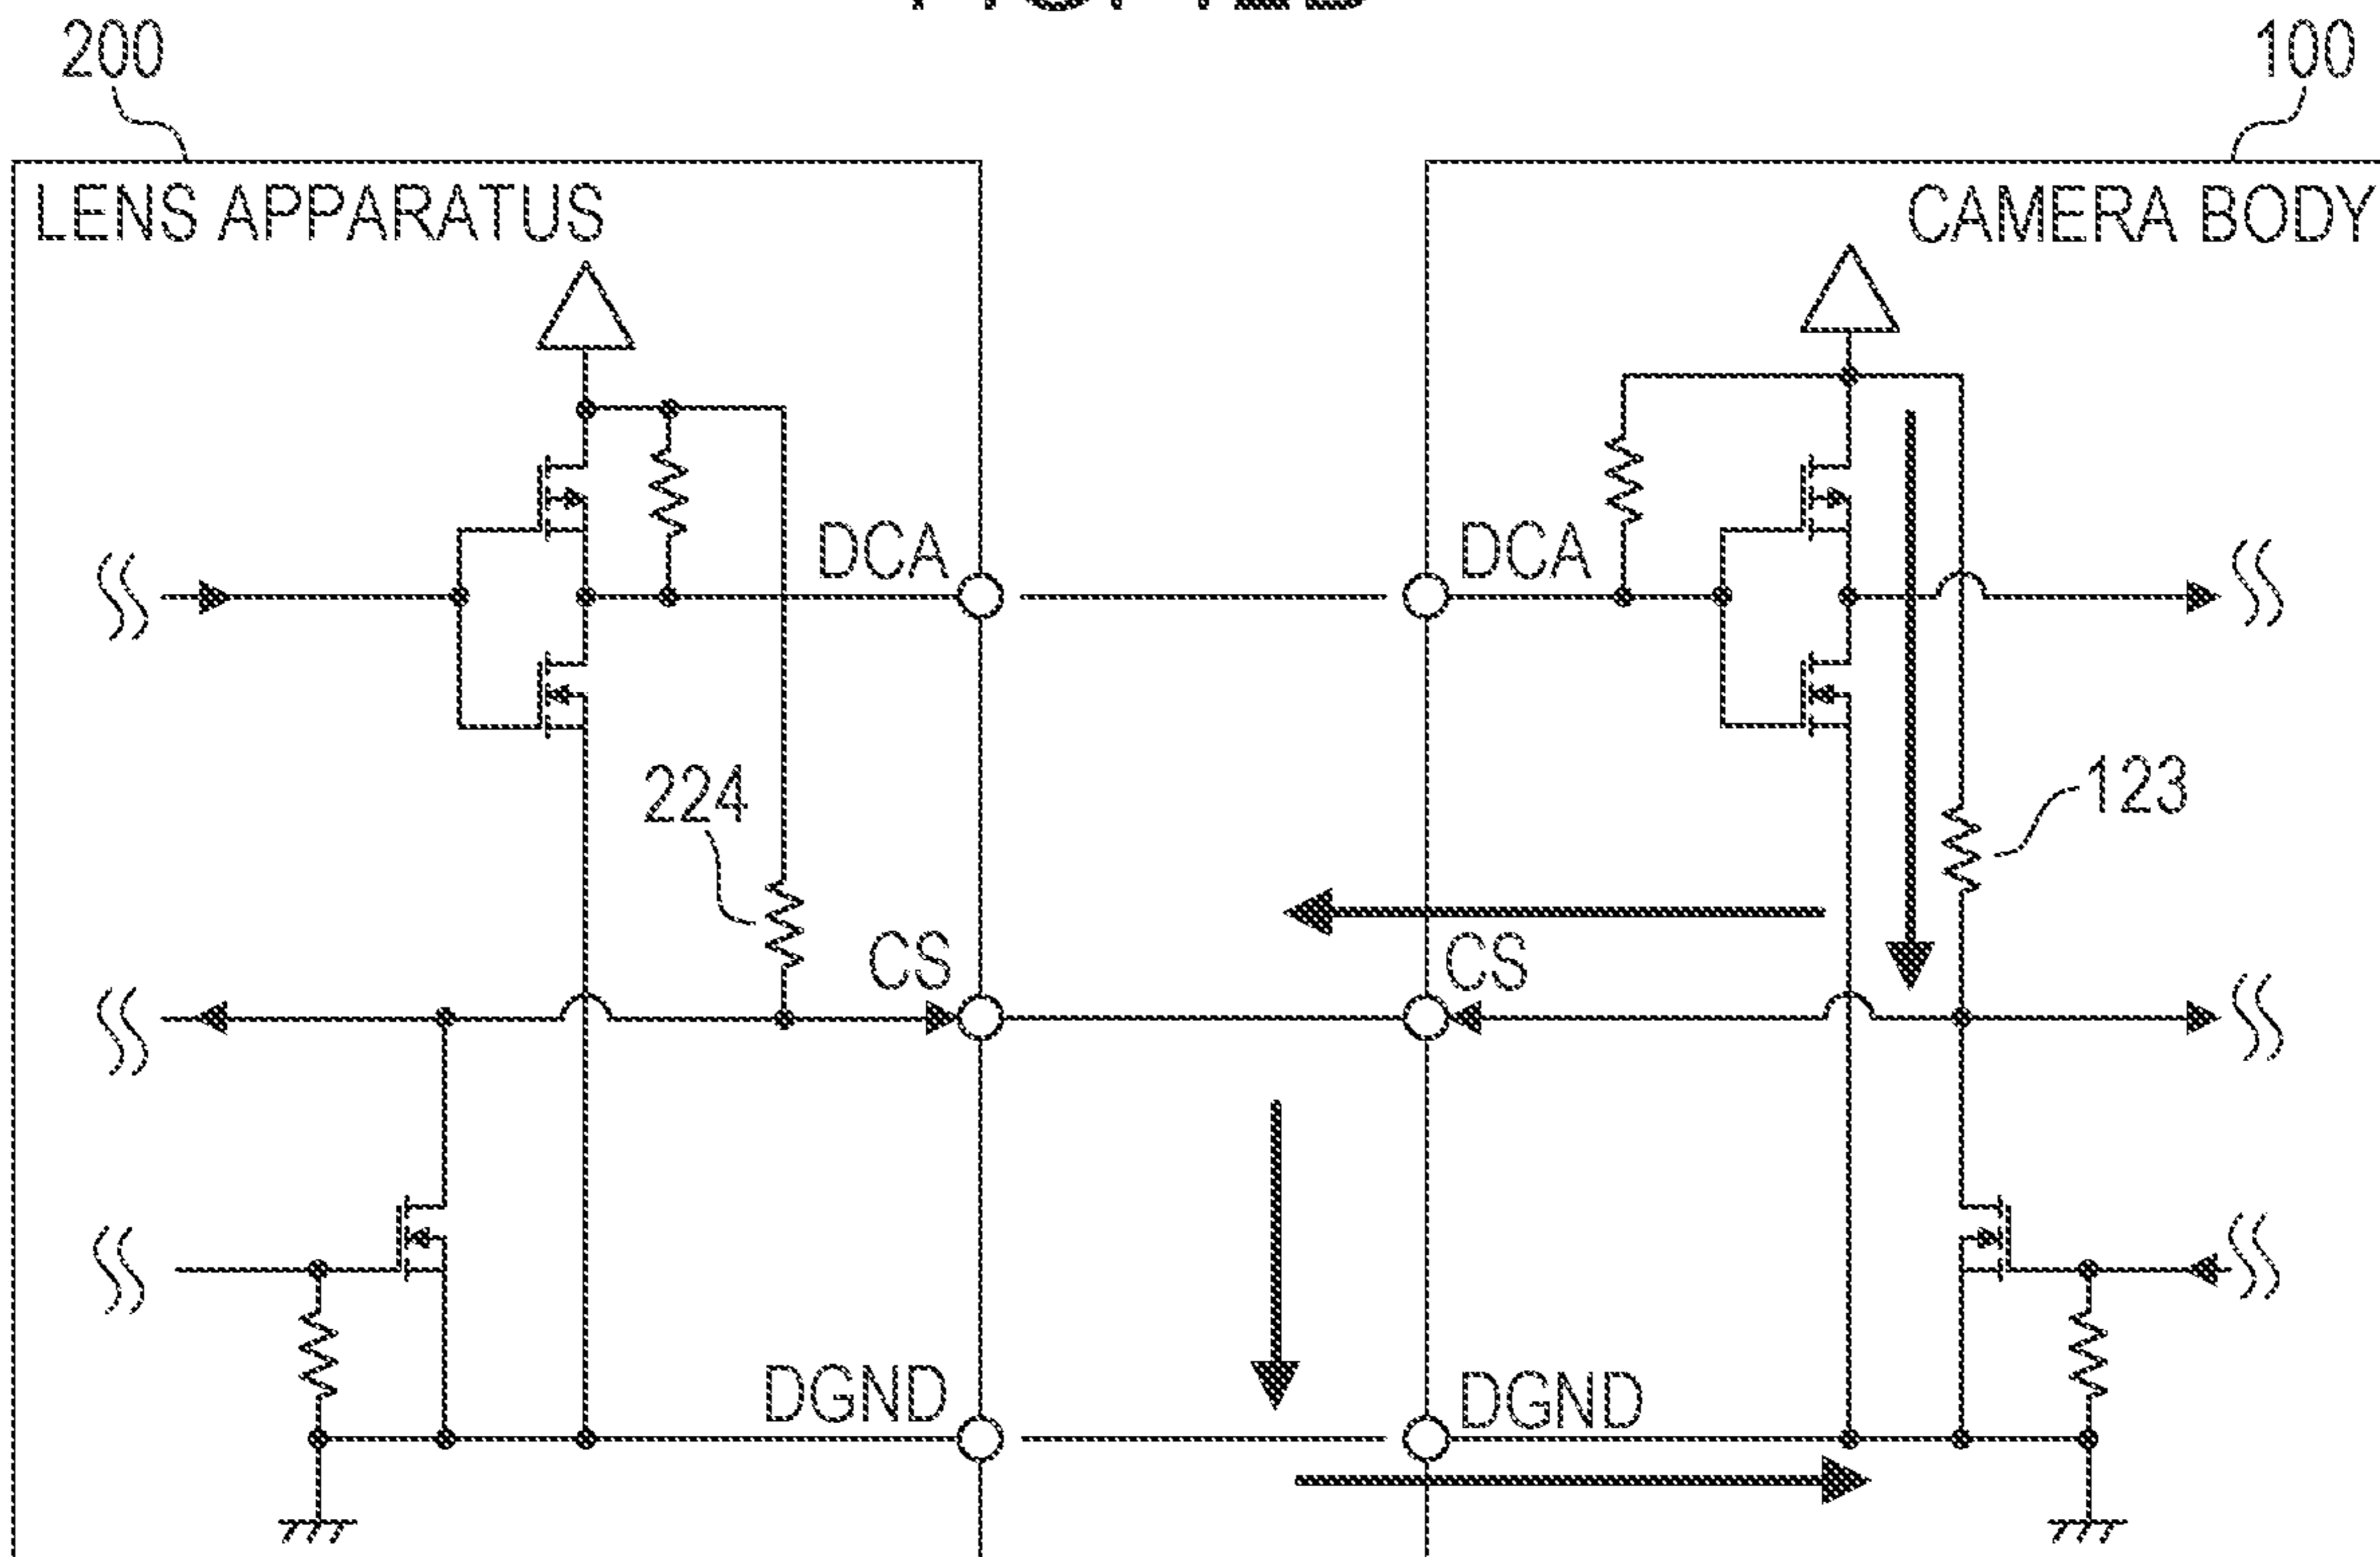 200
100
LENS APPARATUS
CAMERA BODY
DCA
DCA
224
123
CS
CS
DGND
DGND